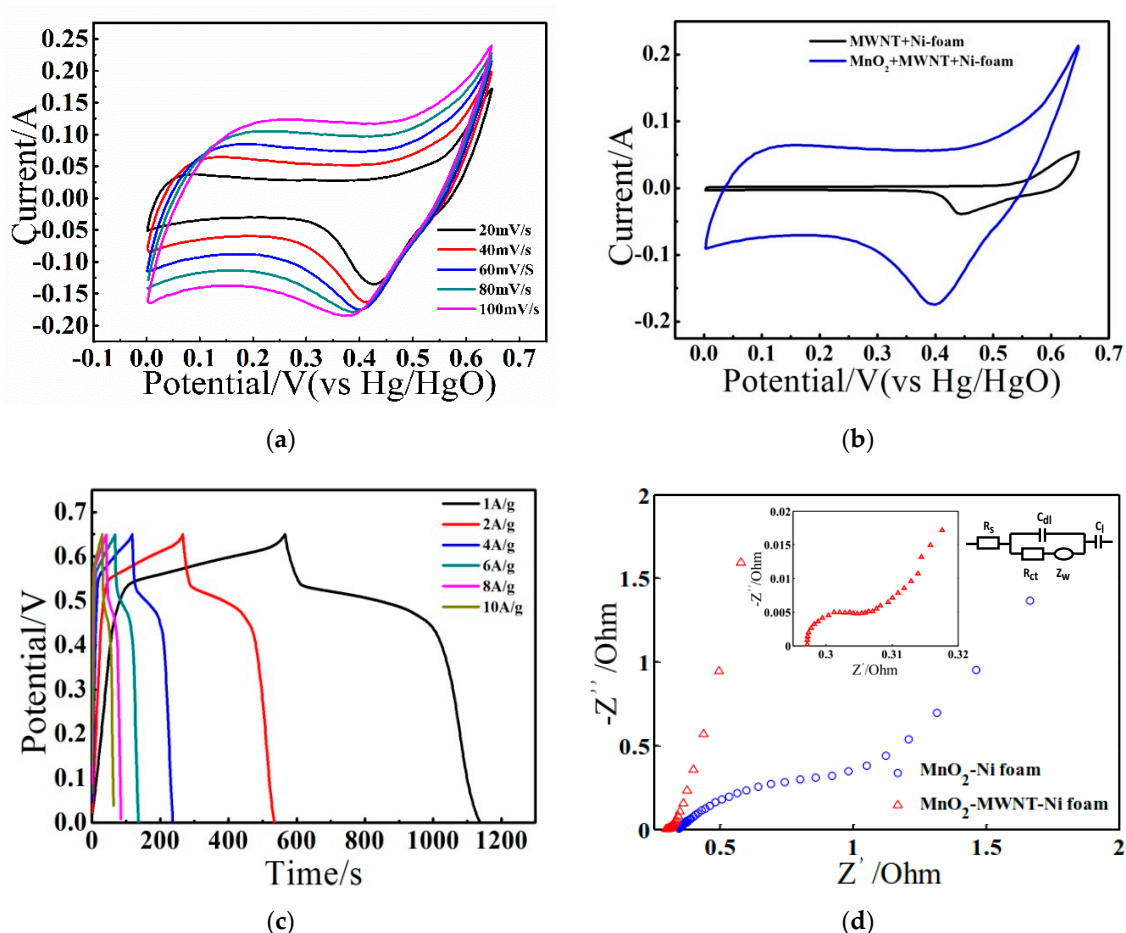 0.25
0.20
0.15
0.10
0.05
0.00
-0.05
-0.10
-0.15
-0.20
Current/A
20mV/s
40mV/s
60mV/S
80mV/s
100mV/s
-0.1 0.0 0.1 0.2 0.3 0.4 0.5 0.6 0.7
Potential/V(vs Hg/HgO)
(a)
0.2
0.1
0.0
-0.1
-0.2
Current/A
MWNT+Ni-foam
MnO₂+MWNT+Ni-foam
0.0 0.1 0.2 0.3 0.4 0.5 0.6 0.7
Potential/V(vs Hg/HgO)
(b)
0.7
0.6
0.5
0.4
0.3
0.2
0.1
0.0
Potential/V
1A/g
2A/g
4A/g
6A/g
8A/g
10A/g
0 200 400 600 800 1000 1200
Time/s
(c)
2
1.5
1
0.5
0
-Z'' /Ohm
0.02
0.015
0.01
0.005
0
-Z''/Ohm
0.3 0.31 0.32
Z'/Ohm
Rs
Cdl
Cl
Rct
Zw
MnO₂-Ni foam
MnO₂-MWNT-Ni foam
0.5 1 1.5 2
Z' /Ohm
(d)